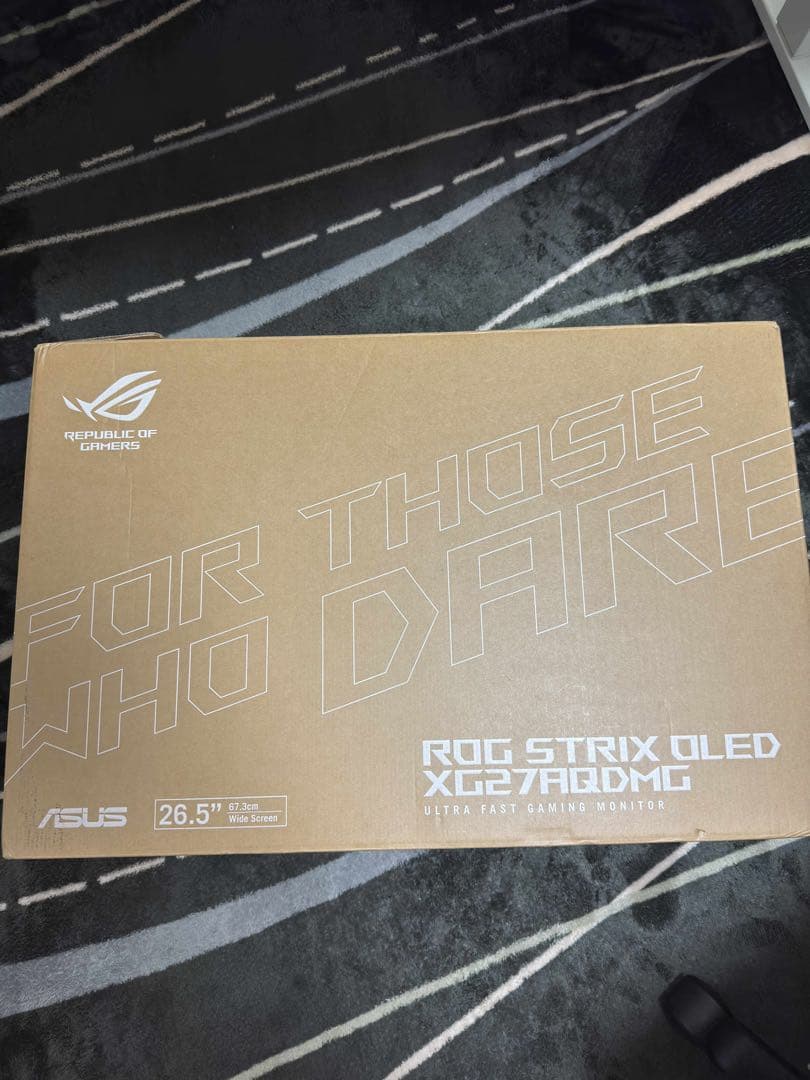 REPUBLIC OF
GAMERS
FOR THOSE
WHO DARE
ROG STRIX OLED
XG27AQDMG
ULTRA FAST GAMING MONITOR
ASUS
26.5”
67.3cm
Wide Screen